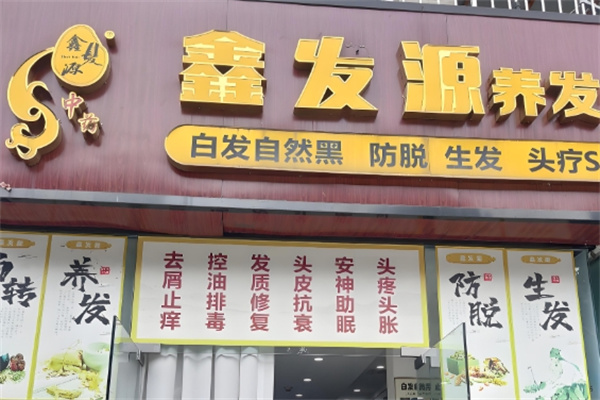 鑫发源
中药
鑫发源养发
白发自然黑 防脱 生发 头疗S
转
养发
去屑止痒
控油排毒
发质修复
头皮抗衰
安神助眠
头疼头胀
防脱
生发